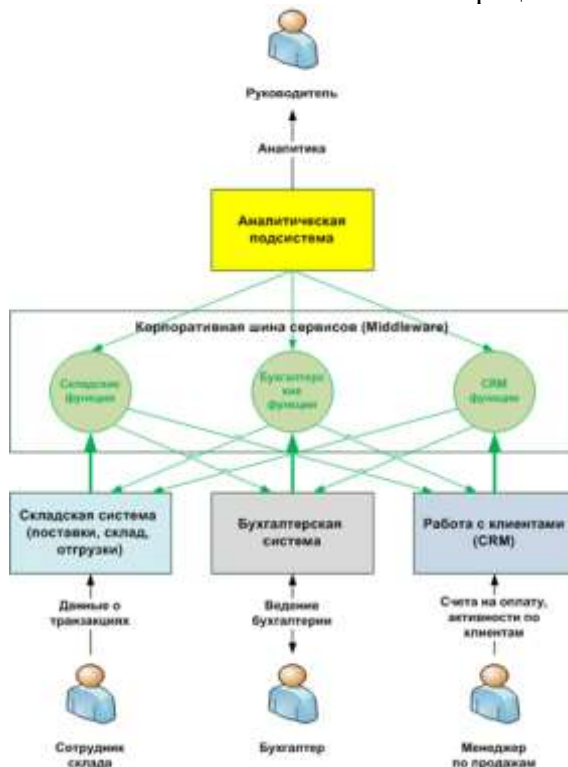 Руководитель
Аналитика
Аналитическая
подсистема
Корпоративная шина сервисов (Middleware)
Складские
функции
Бухгалтерс
кие
функции
CRM
функции
Складская система
(поставки, склад,
отгрузки)
Бухгалтерская
система
Работа с клиентами
(CRM)
Данные о
транзакциях
Ведение
бухгалтерии
Счета на оплату,
активности по
клиентам
Сотрудник
склада
Бухгалтер
Менеджер
по продажам